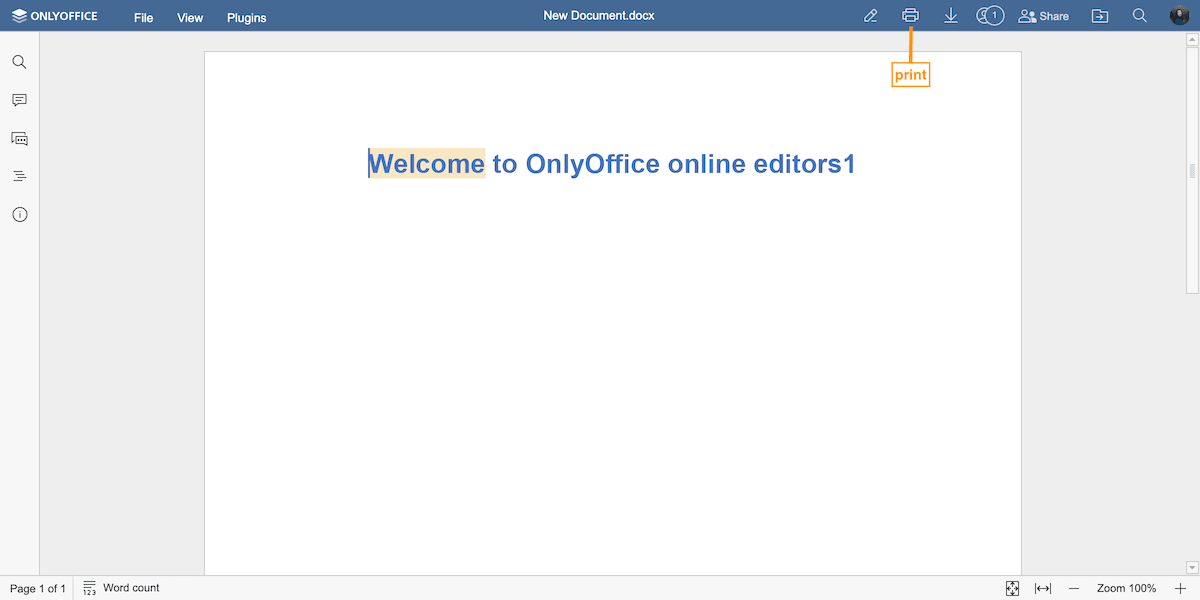 ONLYOFFICE
File View Plugins
New Document.docx
1
Share
print
Welcome to OnlyOffice online editors1
Page 1 of 1
123
Word count
Zoom 100%